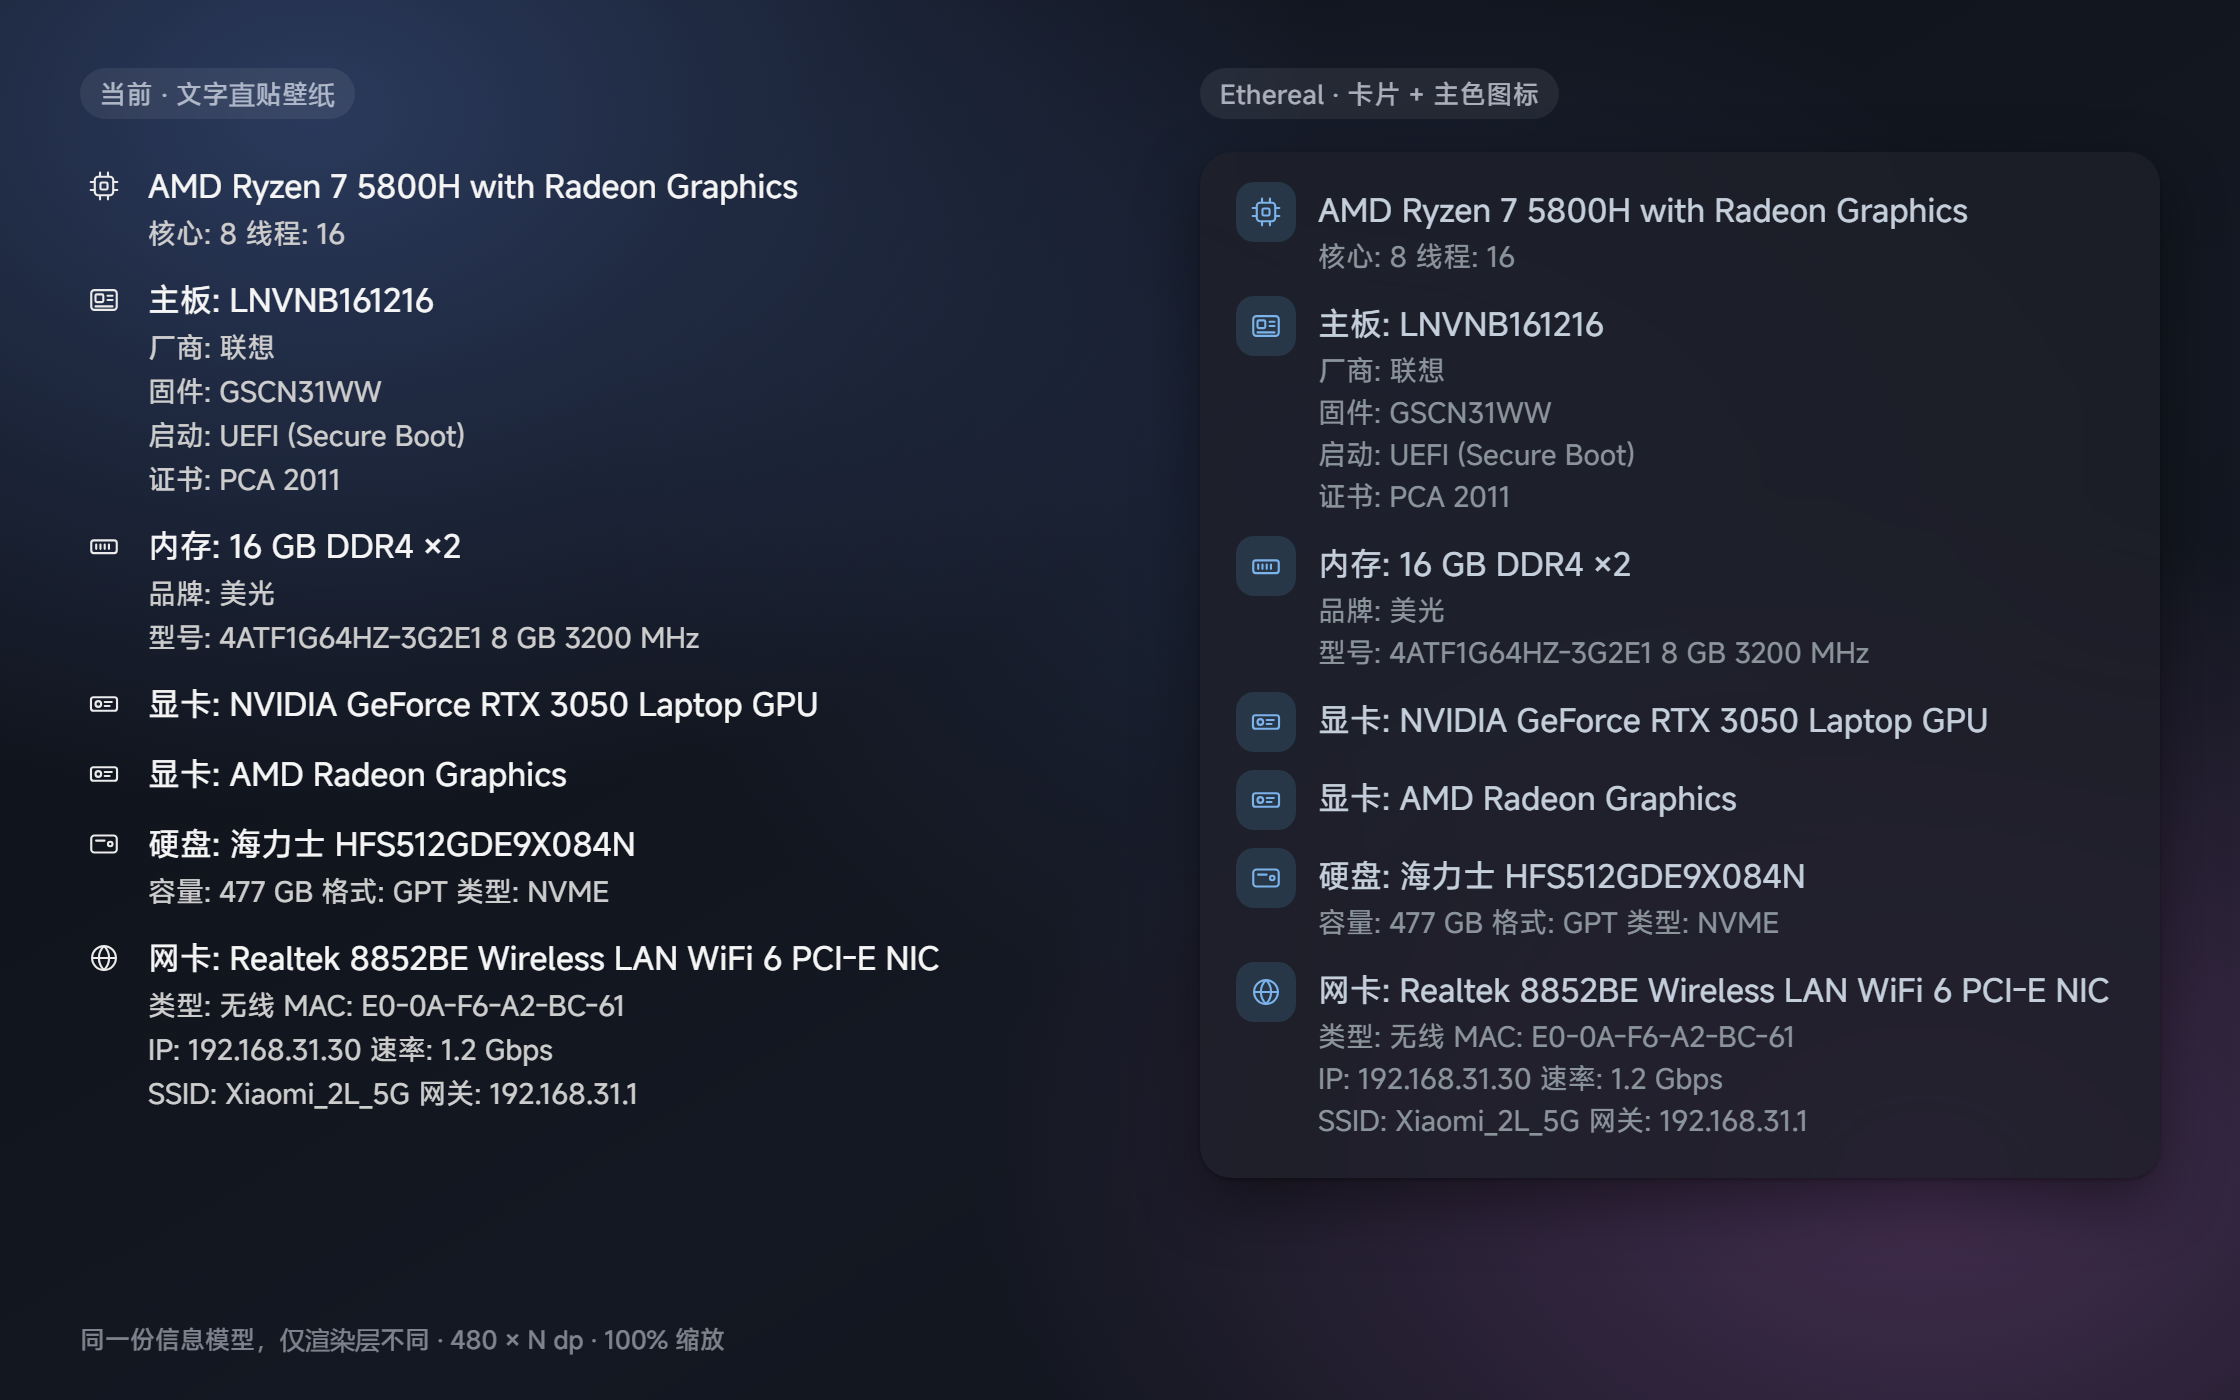 当前 · 文字直贴壁纸
AMD Ryzen 7 5800H with Radeon Graphics
核心: 8 线程: 16
主板: LNVNB161216
厂商: 联想
固件: GSCN31WW
启动: UEFI (Secure Boot)
证书: PCA 2011
内存: 16 GB DDR4 ×2
品牌: 美光
型号: 4ATF1G64HZ-3G2E1 8 GB 3200 MHz
显卡: NVIDIA GeForce RTX 3050 Laptop GPU
显卡: AMD Radeon Graphics
硬盘: 海力士 HFS512GDE9X084N
容量: 477 GB 格式: GPT 类型: NVME
网卡: Realtek 8852BE Wireless LAN WiFi 6 PCI-E NIC
类型: 无线 MAC: E0-0A-F6-A2-BC-61
IP: 192.168.31.30 速率: 1.2 Gbps
SSID: Xiaomi_2L_5G 网关: 192.168.31.1
Ethereal · 卡片 + 主色图标
AMD Ryzen 7 5800H with Radeon Graphics
核心: 8 线程: 16
主板: LNVNB161216
厂商: 联想
固件: GSCN31WW
启动: UEFI (Secure Boot)
证书: PCA 2011
内存: 16 GB DDR4 ×2
品牌: 美光
型号: 4ATF1G64HZ-3G2E1 8 GB 3200 MHz
显卡: NVIDIA GeForce RTX 3050 Laptop GPU
显卡: AMD Radeon Graphics
硬盘: 海力士 HFS512GDE9X084N
容量: 477 GB 格式: GPT 类型: NVME
网卡: Realtek 8852BE Wireless LAN WiFi 6 PCI-E NIC
类型: 无线 MAC: E0-0A-F6-A2-BC-61
IP: 192.168.31.30 速率: 1.2 Gbps
SSID: Xiaomi_2L_5G 网关: 192.168.31.1
同一份信息模型，仅渲染层不同 · 480 × N dp · 100% 缩放